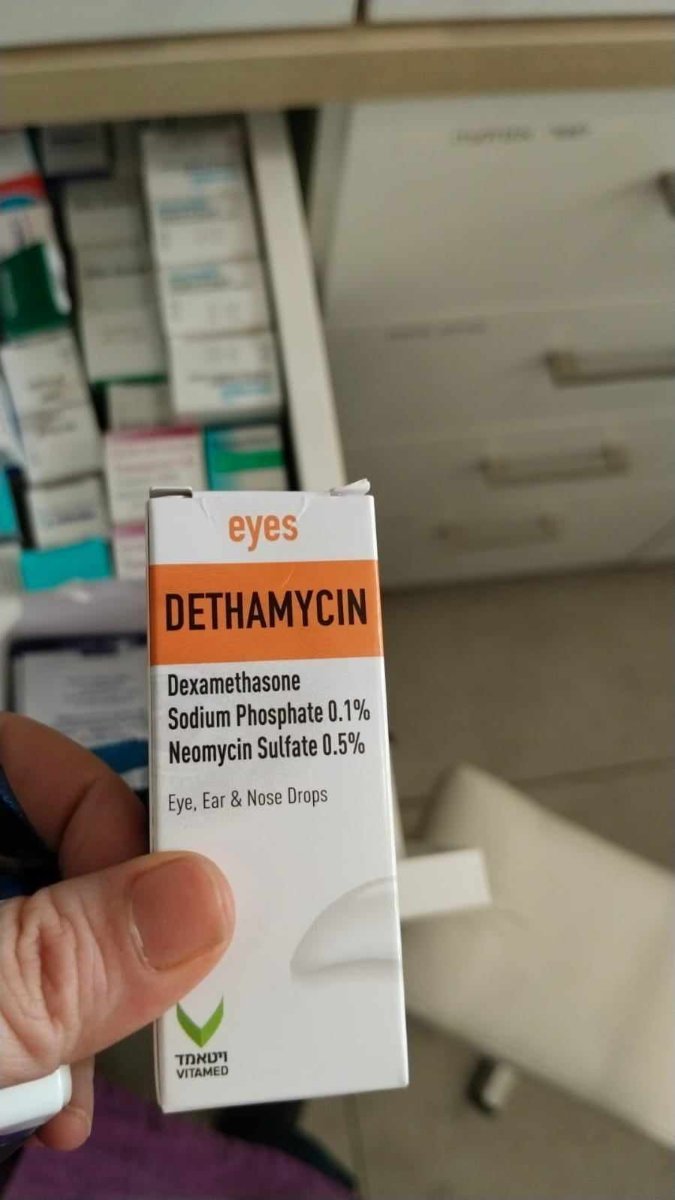 eyes
DETHAMYCIN
Dexamethasone
Sodium Phosphate 0.1%
Neomycin Sulfate 0.5%
Eye, Ear & Nose Drops
ויטאמד
VITAMED